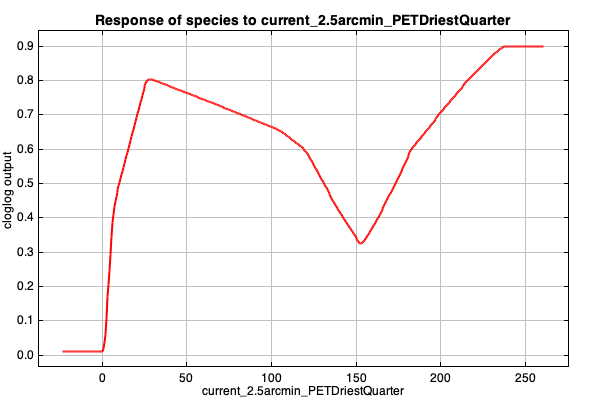 Response of species to current_2.5arcmin_PETDriestQuarter
0.9
0.8
0.7
0.6
0.5
0.4
0.3
0.2
0.1
0.0
cloglog output
0 50 100 150 200 250
current_2.5arcmin_PETDriestQuarter